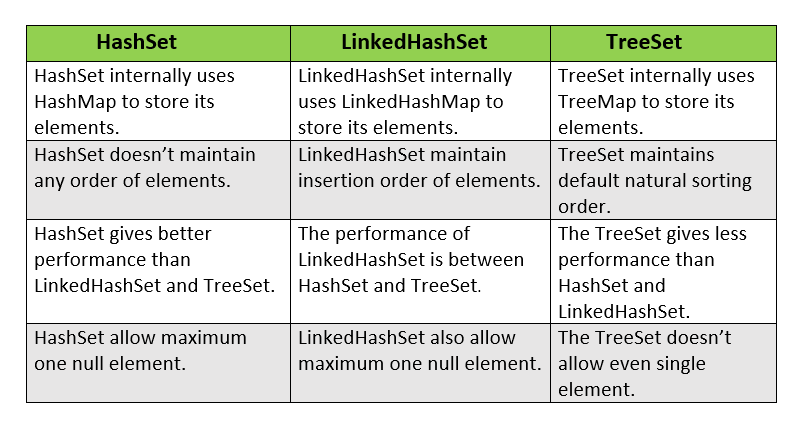 HashSet
LinkedHashSet
TreeSet
HashSet internally uses
HashMap to store its
elements.
LinkedHashSet internally
uses LinkedHashMap to
store its elements.
TreeSet internally uses
TreeMap to store its
elements.
HashSet doesn’t maintain
any order of elements.
LinkedHashSet maintain
insertion order of elements.
TreeSet maintains
default natural sorting
order.
HashSet gives better
performance than
LinkedHashSet and TreeSet.
The performance of
LinkedHashSet is between
HashSet and TreeSet.
The TreeSet gives less
performance than
HashSet and
LinkedHashSet.
HashSet allow maximum
one null element.
LinkedHashSet also allow
maximum one null element.
The TreeSet doesn’t
allow even single
element.